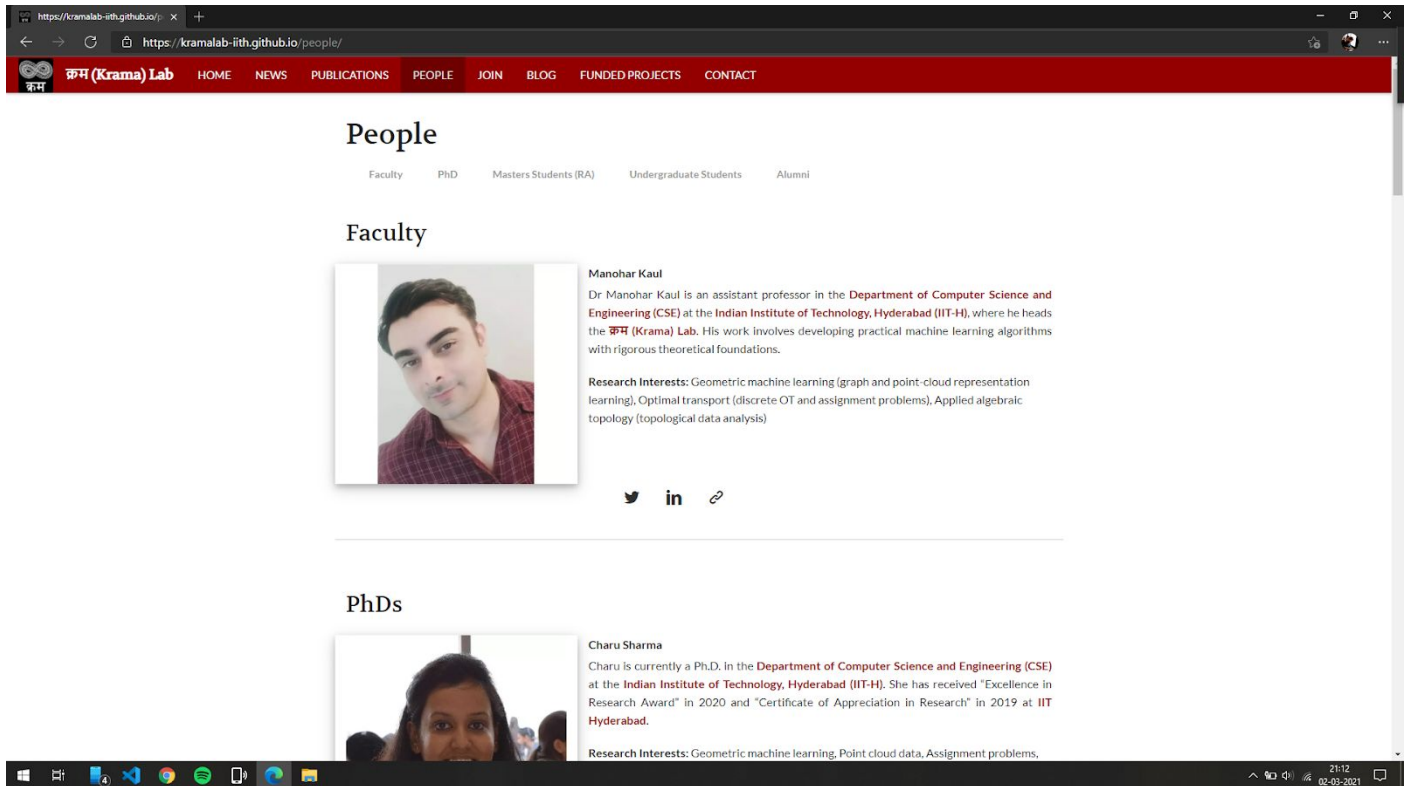 https://kramalab-iith.github.io/p
https://kramalab-iith.github.io/people/
क्रम
क्रम (Krama) Lab HOME NEWS PUBLICATIONS PEOPLE JOIN BLOG FUNDED PROJECTS CONTACT
People
Faculty PhD Masters Students (RA) Undergraduate Students Alumni
Faculty
Manohar Kaul
Dr Manohar Kaul is an assistant professor in the Department of Computer Science and
Engineering (CSE) at the Indian Institute of Technology, Hyderabad (IIT-H), where he heads
the क्रम (Krama) Lab. His work involves developing practical machine learning algorithms
with rigorous theoretical foundations.
Research Interests: Geometric machine learning (graph and point-cloud representation
learning), Optimal transport (discrete OT and assignment problems), Applied algebraic
topology (topological data analysis)
in
PhDs
Charu Sharma
Charu is currently a Ph.D. in the Department of Computer Science and Engineering (CSE)
at the Indian Institute of Technology, Hyderabad (IIT-H). She has received "Excellence in
Research Award" in 2020 and "Certificate of Appreciation in Research" in 2019 at IIT
Hyderabad.
Research Interests: Geometric machine learning, Point cloud data, Assignment problems,
4
21:12
02-03-2021